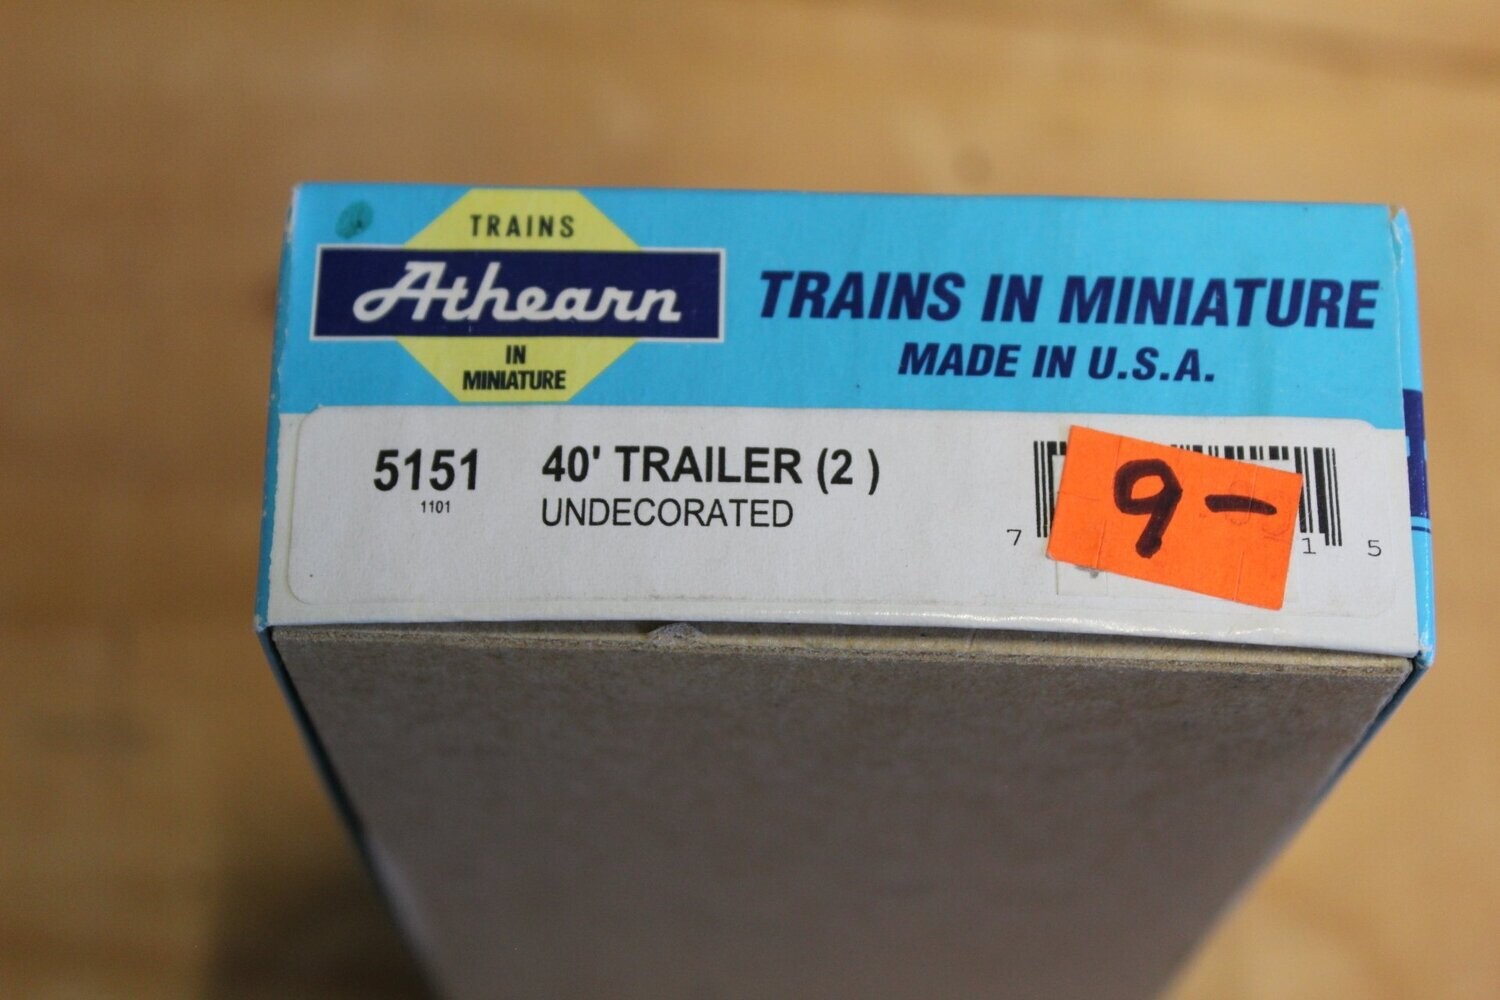 TRAINS
Athearn
IN
MINIATURE
TRAINS IN MINIATURE
MADE IN U.S.A.
5151
1101
40' TRAILER (2 )
UNDECORATED
7
1 5
9-